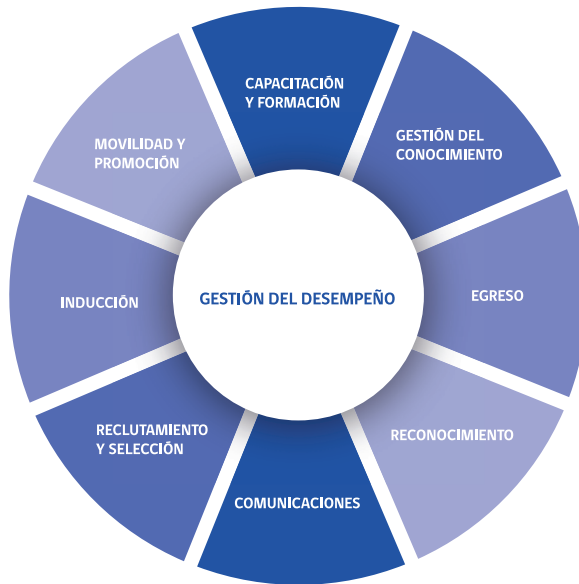 CAPACITACIÓN
Y FORMACIÓN
GESTIÓN DEL
CONOCIMIENTO
MOVILIDAD Y
PROMOCIÓN
INDUCCIÓN
GESTIÓN DEL DESEMPEÑO
EGRESO
RECLUTAMIENTO
Y SELECCIÓN
RECONOCIMIENTO
COMUNICACIONES